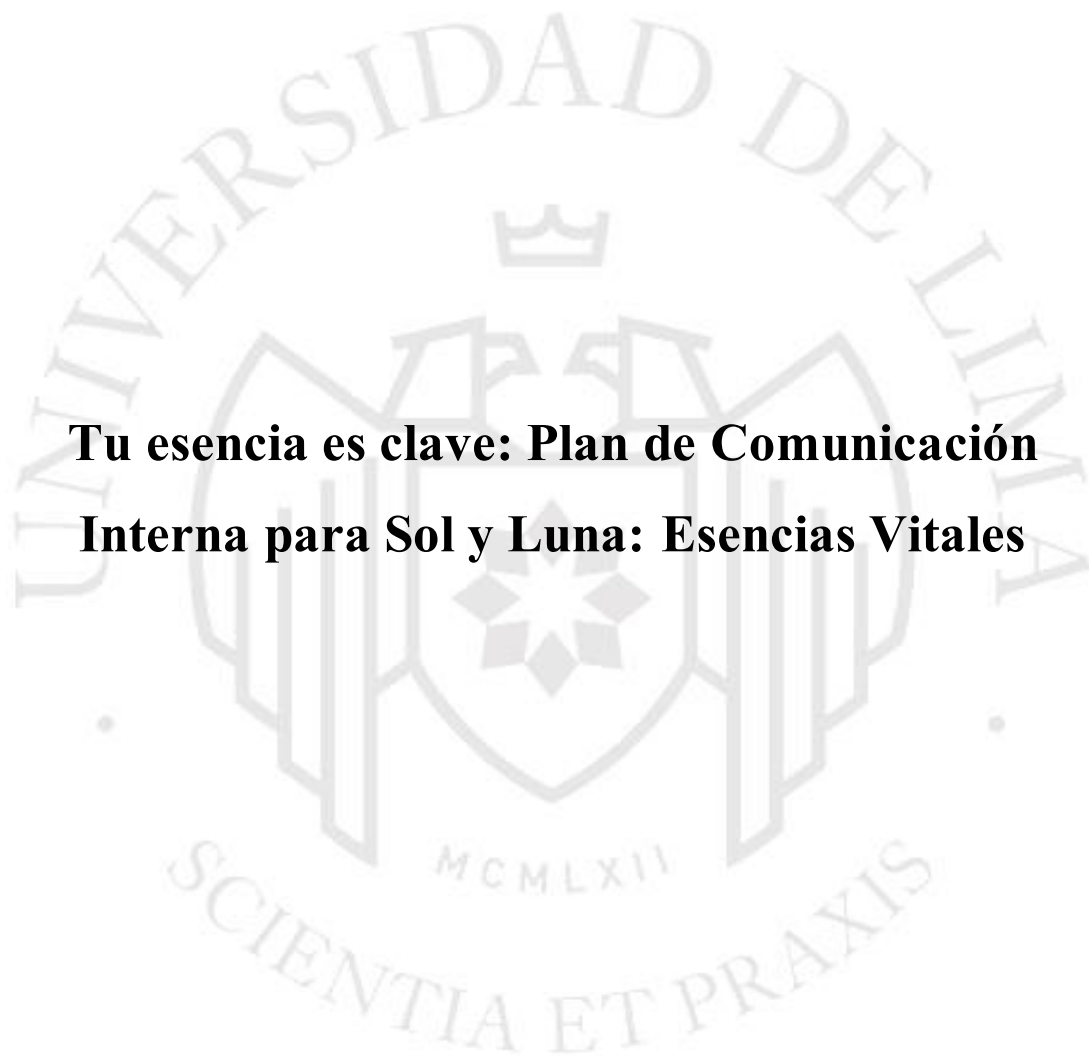 UNIVERSIDAD DE LIMA
Tu esencia es clave: Plan de Comunicación
Interna para Sol y Luna: Esencias Vitales
MCMLXII
SCIENTIA ET PRAXIS